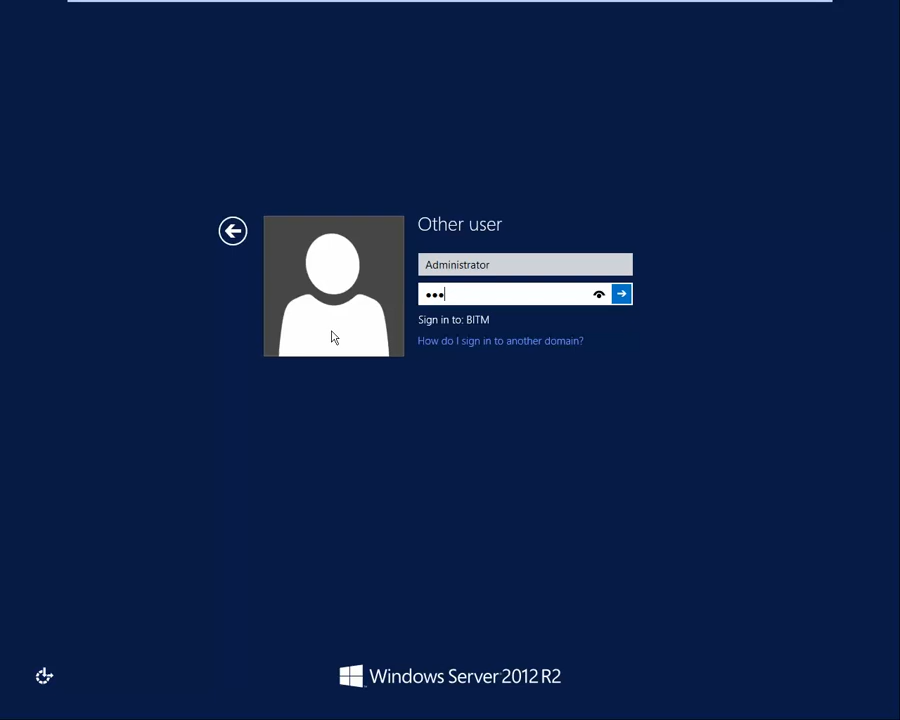 Other user
Administrator
•••
Sign in to: BITM
How do I sign in to another domain?
Windows Server 2012 R2